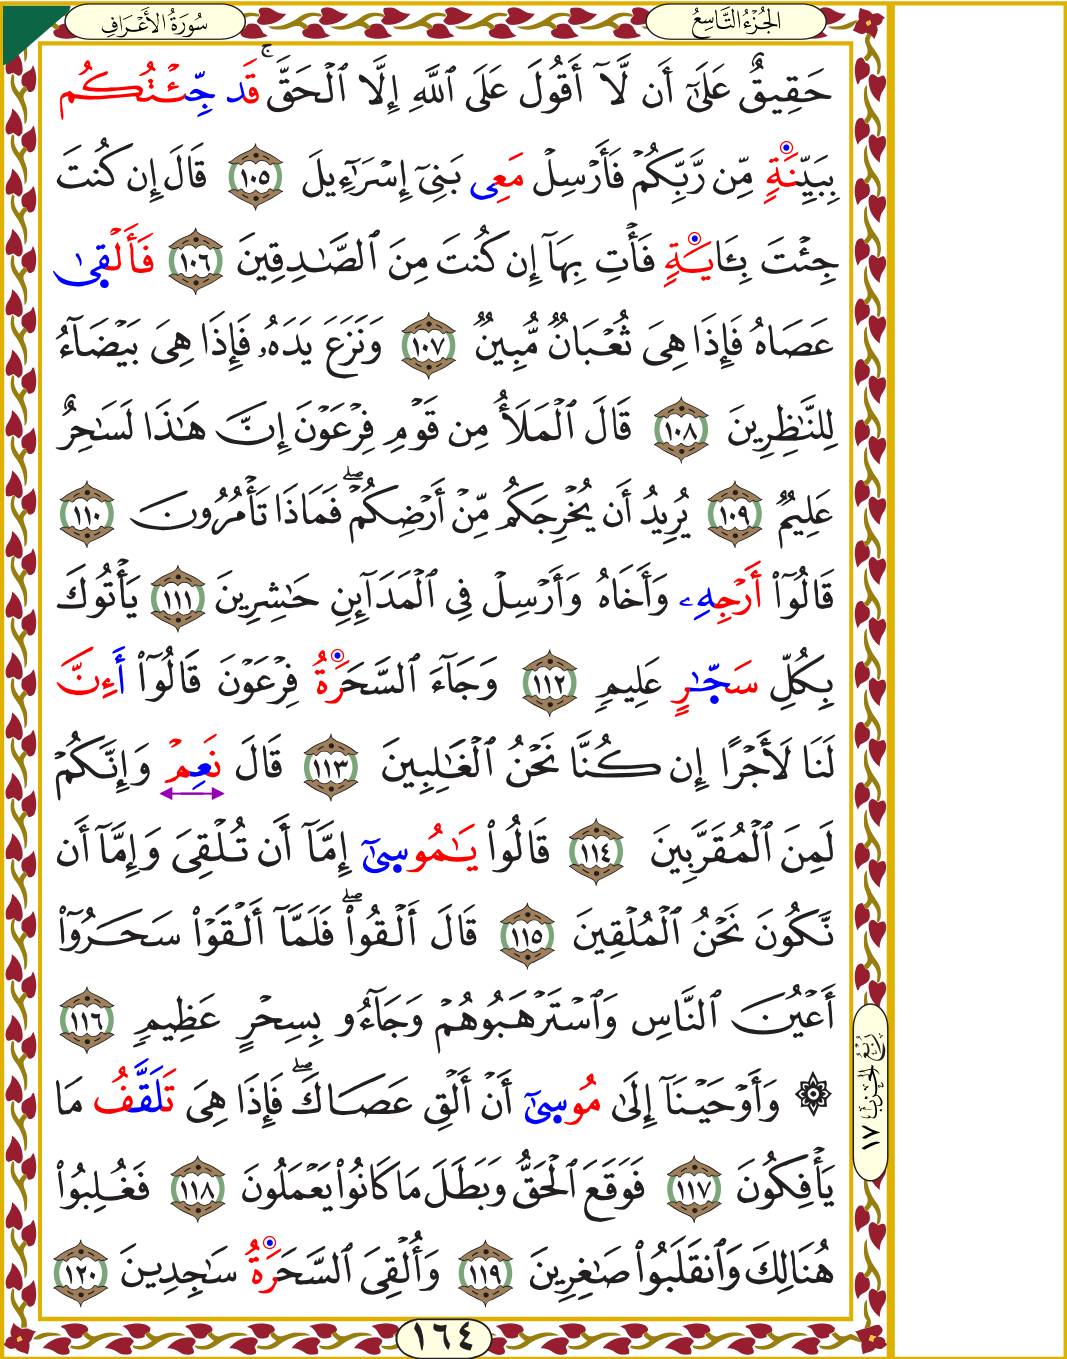 الجُزْءُ التَّاسِعُ
سُورَةُ الأَعْرَافِ
حَقِيقٌ عَلَىٰٓ أَن لَّآ أَقُولَ عَلَى ٱللَّهِ إِلَّا ٱلْحَقَّ ۚ قَد جِّئْتُكُم
بِبَيِّنَةٍ مِّن رَّبِّكُمْ فَأَرْسِلْ مَعِى بَنِىٓ إِسْرَٰٓءِيلَ ١٠٥ قَالَ إِن كُنتَ
جِئْتَ بِـَٔايَةٍ فَأْتِ بِهَآ إِن كُنتَ مِنَ ٱلصَّٰدِقِينَ ١٠٦ فَأَلْقِىٰ
عَصَاهُ فَإِذَا هِىَ ثُعْبَانٌ مُّبِينٌ ١٠٧ وَنَزَعَ يَدَهُۥ فَإِذَا هِىَ بَيْضَآءُ
لِلنَّٰظِرِينَ ١٠٨ قَالَ ٱلْمَلَأُ مِن قَوْمِ فِرْعَوْنَ إِنَّ هَٰذَا لَسَٰحِرٌ
عَلِيمٌ ١٠٩ يُرِيدُ أَن يُخْرِجَكُم مِّنْ أَرْضِكُمْ ۖ فَمَاذَا تَأْمُرُونَ ١١٠
قَالُوٓا۟ أَرْجِهِۦ وَأَخَاهُ وَأَرْسِلْ فِى ٱلْمَدَآئِنِ حَٰشِرِينَ ١١١ يَأْتُوكَ
بِكُلِّ سَحَّٰرٍ عَلِيمٍ ١١٢ وَجَآءَ ٱلسَّحَرَةُ فِرْعَوْنَ قَالُوٓا۟ أَءِنَّ
لَنَا لَأَجْرًا إِن كُنَّا نَحْنُ ٱلْغَٰلِبِينَ ١١٣ قَالَ نَعِمْ وَإِنَّكُمْ
لَمِنَ ٱلْمُقَرَّبِينَ ١١٤ قَالُوا۟ يَٰمُوسِىٰٓ إِمَّآ أَن تُلْقِىَ وَإِمَّآ أَن
نَّكُونَ نَحْنُ ٱلْمُلْقِينَ ١١٥ قَالَ أَلْقُوا۟ ۖ فَلَمَّآ أَلْقَوْا۟ سَحَرُوٓا۟
أَعْيُنَ ٱلنَّاسِ وَٱسْتَرْهَبُوهُمْ وَجَآءُو بِسِحْرٍ عَظِيمٍ ١١٦
۞ وَأَوْحَيْنَآ إِلَىٰ مُوسِىٰٓ أَنْ أَلْقِ عَصَاكَ ۖ فَإِذَا هِىَ تَلَقَّفُ مَا
يَأْفِكُونَ ١١٧ فَوَقَعَ ٱلْحَقُّ وَبَطَلَ مَا كَانُوا۟ يَعْمَلُونَ ١١٨ فَغُلِبُوا۟
هُنَالِكَ وَٱنقَلَبُوا۟ صَٰغِرِينَ ١١٩ وَأُلْقِىَ ٱلسَّحَرَةُ سَٰجِدِينَ ١٢٠
رُبْعُ الحِزْبِ ١٧
١٦٤